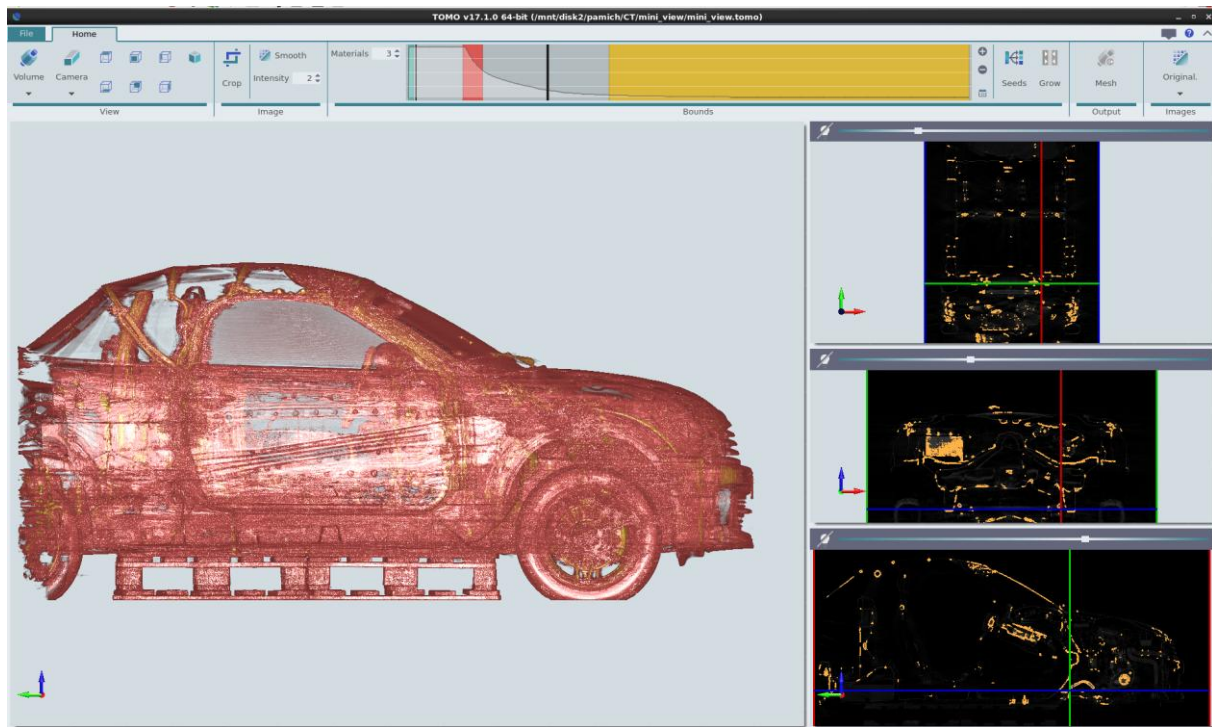 TOMO v17.1.0 64-bit (/mnt/disk2/pamich/CT/mini_view/mini_view.tomo)
File Home
Volume Camera Crop Smooth Intensity 2 Materials 3 Seeds Grow Mesh Original.
View Image Bounds Output Images